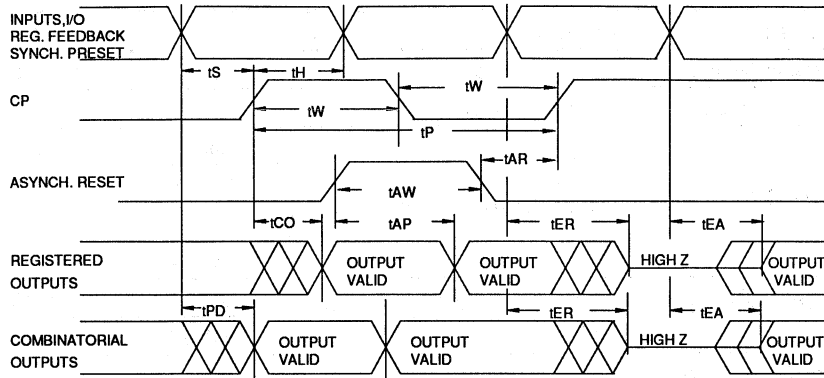 INPUTS,I/O
REG. FEEDBACK
SYNCH. PRESET
tS
tH
CP
tW
tW
tP
tAR
ASYNCH. RESET
tAW
tCO
tAP
tER
tEA
REGISTERED
OUTPUTS
OUTPUT
VALID
OUTPUT
VALID
HIGH Z
OUTPUT
VALID
tPD
tER
tEA
COMBINATORIAL
OUTPUTS
OUTPUT
VALID
OUTPUT
VALID
HIGH Z
OUTPUT
VALID